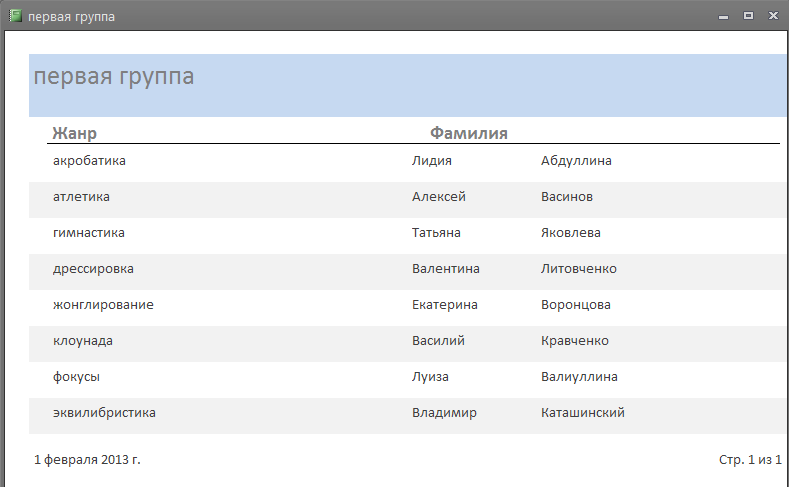 первая группа
первая группа
Жанр Фамилия
акробатика Лидия Абдуллина
атлетика Алексей Васинов
гимнастика Татьяна Яковлева
дрессировка Валентина Литовченко
жонглирование Екатерина Воронцова
клоунада Василий Кравченко
фокусы Луиза Валиуллина
эквилибристика Владимир Каташинский
1 февраля 2013 г. Стр. 1 из 1